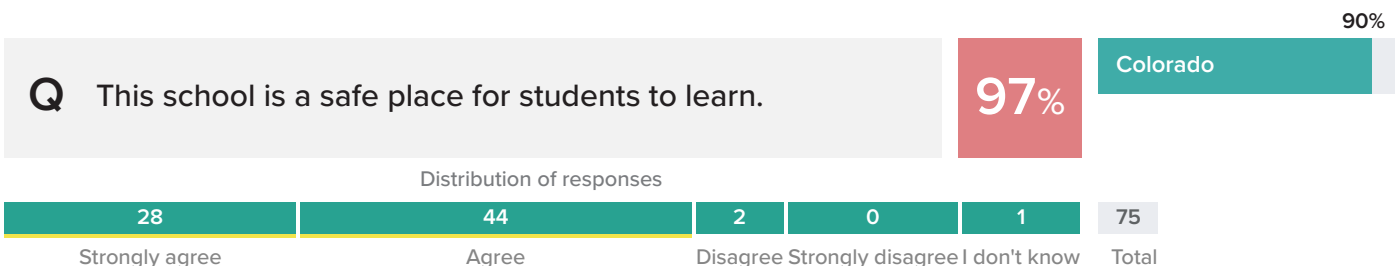 90%
Q This school is a safe place for students to learn.
97%
Colorado
Distribution of responses
28 44 2 0 1 75
Strongly agree Agree Disagree Strongly disagree I don't know Total